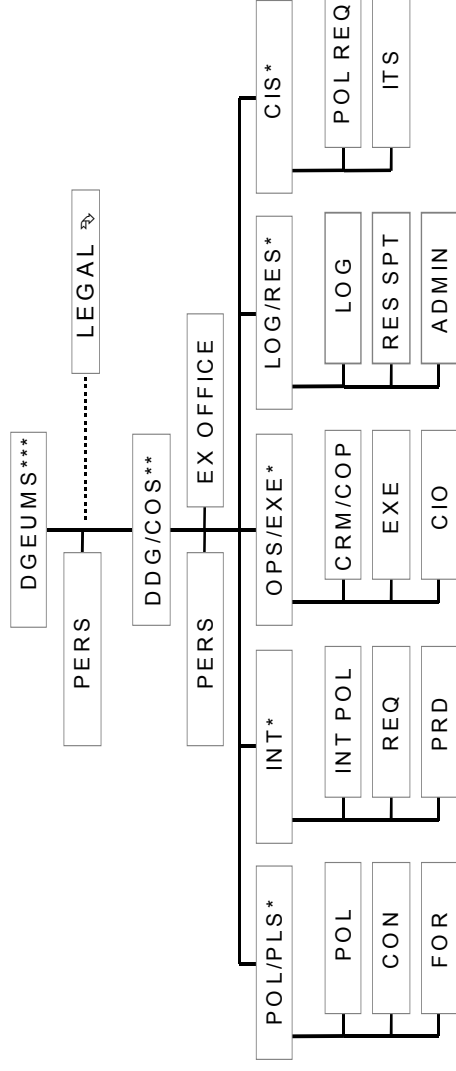 DGEUMS***
LEGAL
PERS
DDG/COS**
EX OFFICE
PERS
POL/PLS*
INT*
OPS/EXE*
LOG/RES*
CIS*
POL
INT POL
CRM/COP
LOG
POL REQ
CON
REQ
EXE
RES SPT
ITS
FOR
PRD
CIO
ADMIN